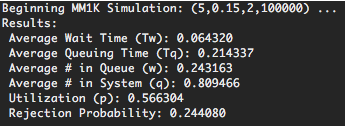 Beginning MM1K Simulation: (5,0.15,2,100000) ...
Results:
Average Wait Time (Tw): 0.064320
Average Queuing Time (Tq): 0.214337
Average # in Queue (w): 0.243163
Average # in System (q): 0.809466
Utilization (p): 0.566304
Rejection Probability: 0.244080